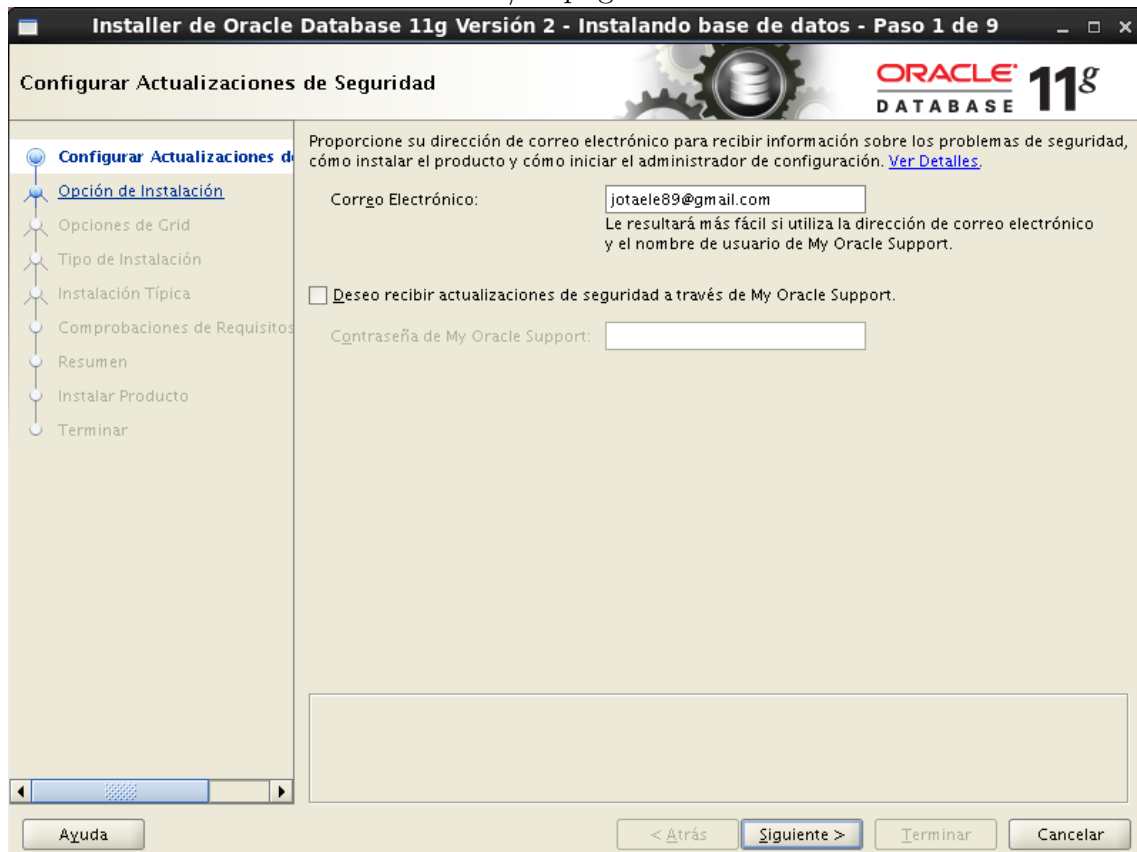 Installer de Oracle Database 11g Versión 2 - Instalando base de datos - Paso 1 de 9
Configurar Actualizaciones de Seguridad
ORACLE
DATABASE
11g
Configurar Actualizaciones de
Opción de Instalación
Opciones de Grid
Tipo de Instalación
Instalación Típica
Comprobaciones de Requisitos
Resumen
Instalar Producto
Terminar
Proporcione su dirección de correo electrónico para recibir información sobre los problemas de seguridad,
cómo instalar el producto y cómo iniciar el administrador de configuración. Ver Detalles.
Correo Electrónico: jotaele89@gmail.com
Le resultará más fácil si utiliza la dirección de correo electrónico
y el nombre de usuario de My Oracle Support.
Deseo recibir actualizaciones de seguridad a través de My Oracle Support.
Contraseña de My Oracle Support:
Ayuda
< Atrás
Siguiente >
Terminar
Cancelar